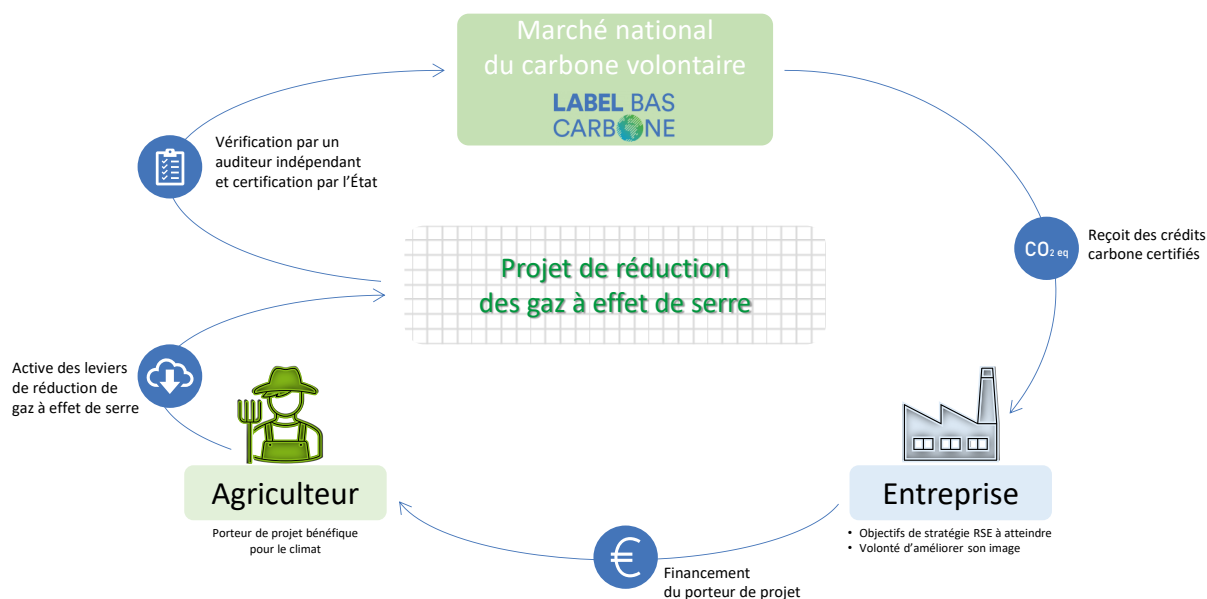 Marché national
du carbone volontaire
LABEL BAS
CARBONE
Vérification par un
auditeur indépendant
et certification par l’État
CO2 eq
Reçoit des crédits
carbone certifiés
Projet de réduction
des gaz à effet de serre
Active des leviers
de réduction de
gaz à effet de serre
Agriculteur
Porteur de projet bénéfique
pour le climat
Entreprise
• Objectifs de stratégie RSE à atteindre
• Volonté d’améliorer son image
€
Financement
du porteur de projet